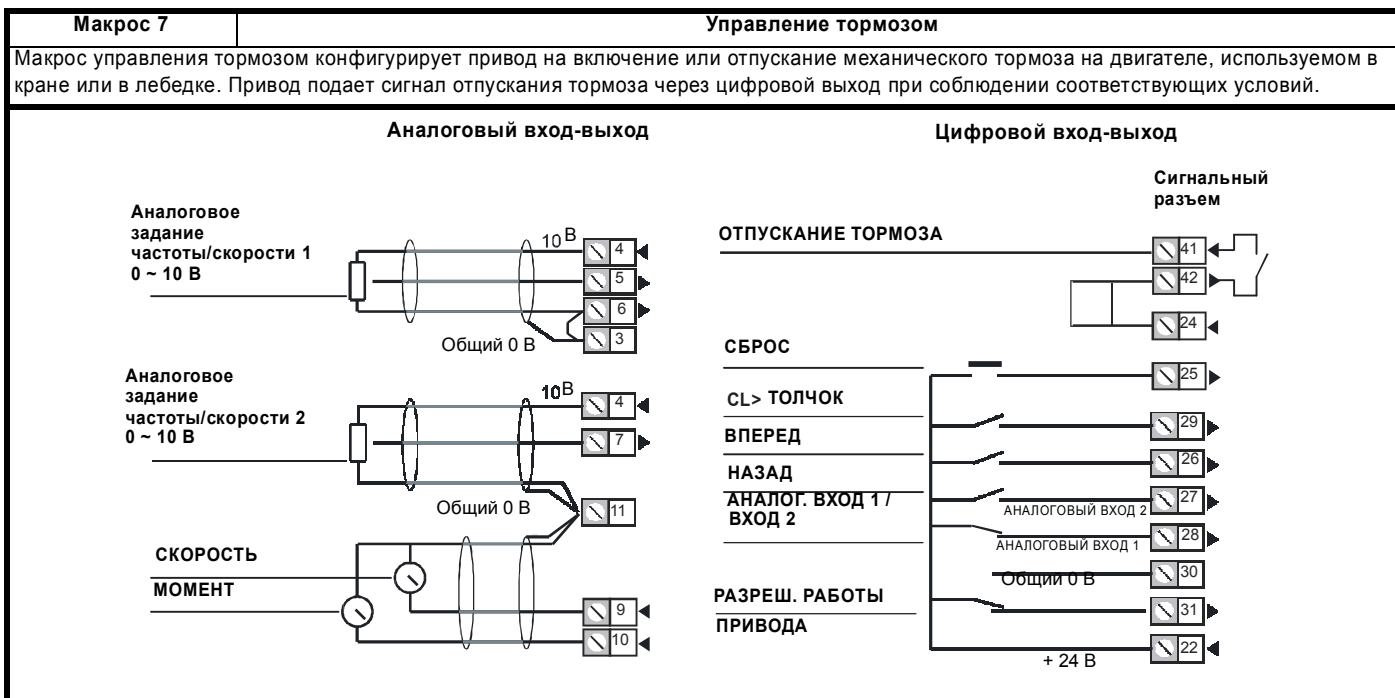 Макрос 7 Управление тормозом
Макрос управления тормозом конфигурирует привод на включение или отпускание механического тормоза на двигателе, используемом в
кране или в лебедке. Привод подает сигнал отпускания тормоза через цифровой выход при соблюдении соответствующих условий.
Аналоговый вход-выход
Аналоговое
задание
частоты/скорости 1
0 ~ 10 В
10 В
4
5
6
3
Общий 0 В
Аналоговое
задание
частоты/скорости 2
0 ~ 10 В
10В
4
7
Общий 0 В
11
СКОРОСТЬ
МОМЕНТ
9
10
Цифровой вход-выход
Сигнальный
разъем
ОТПУСКАНИЕ ТОРМОЗА
41
42
24
СБРОС
25
CL> ТОЛЧОК
29
ВПЕРЕД
26
НАЗАД
27
АНАЛОГ. ВХОД 1 /
ВХОД 2
АНАЛОГОВЫЙ ВХОД 2
28
АНАЛОГОВЫЙ ВХОД 1
30
Общий 0 В
РАЗРЕШ. РАБОТЫ
ПРИВОДА
31
22
+ 24 В